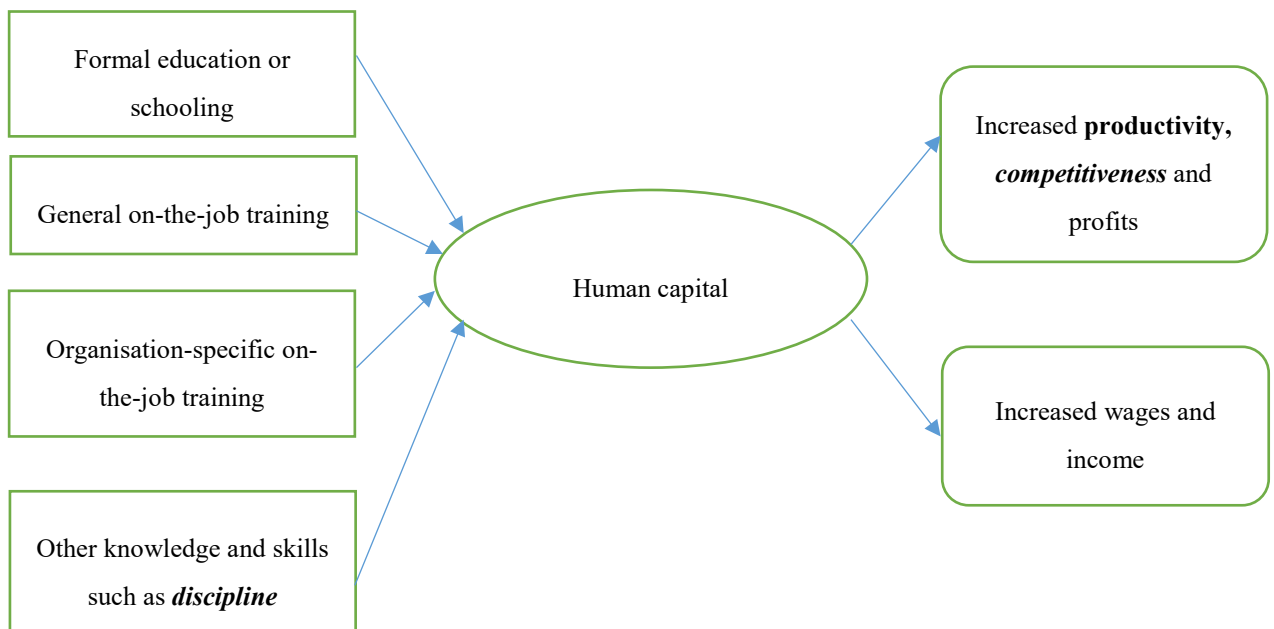 Formal education or
schooling
General on-the-job training
Organisation-specific on-
the-job training
Other knowledge and skills
such as discipline
Human capital
Increased productivity,
competitiveness and
profits
Increased wages and
income